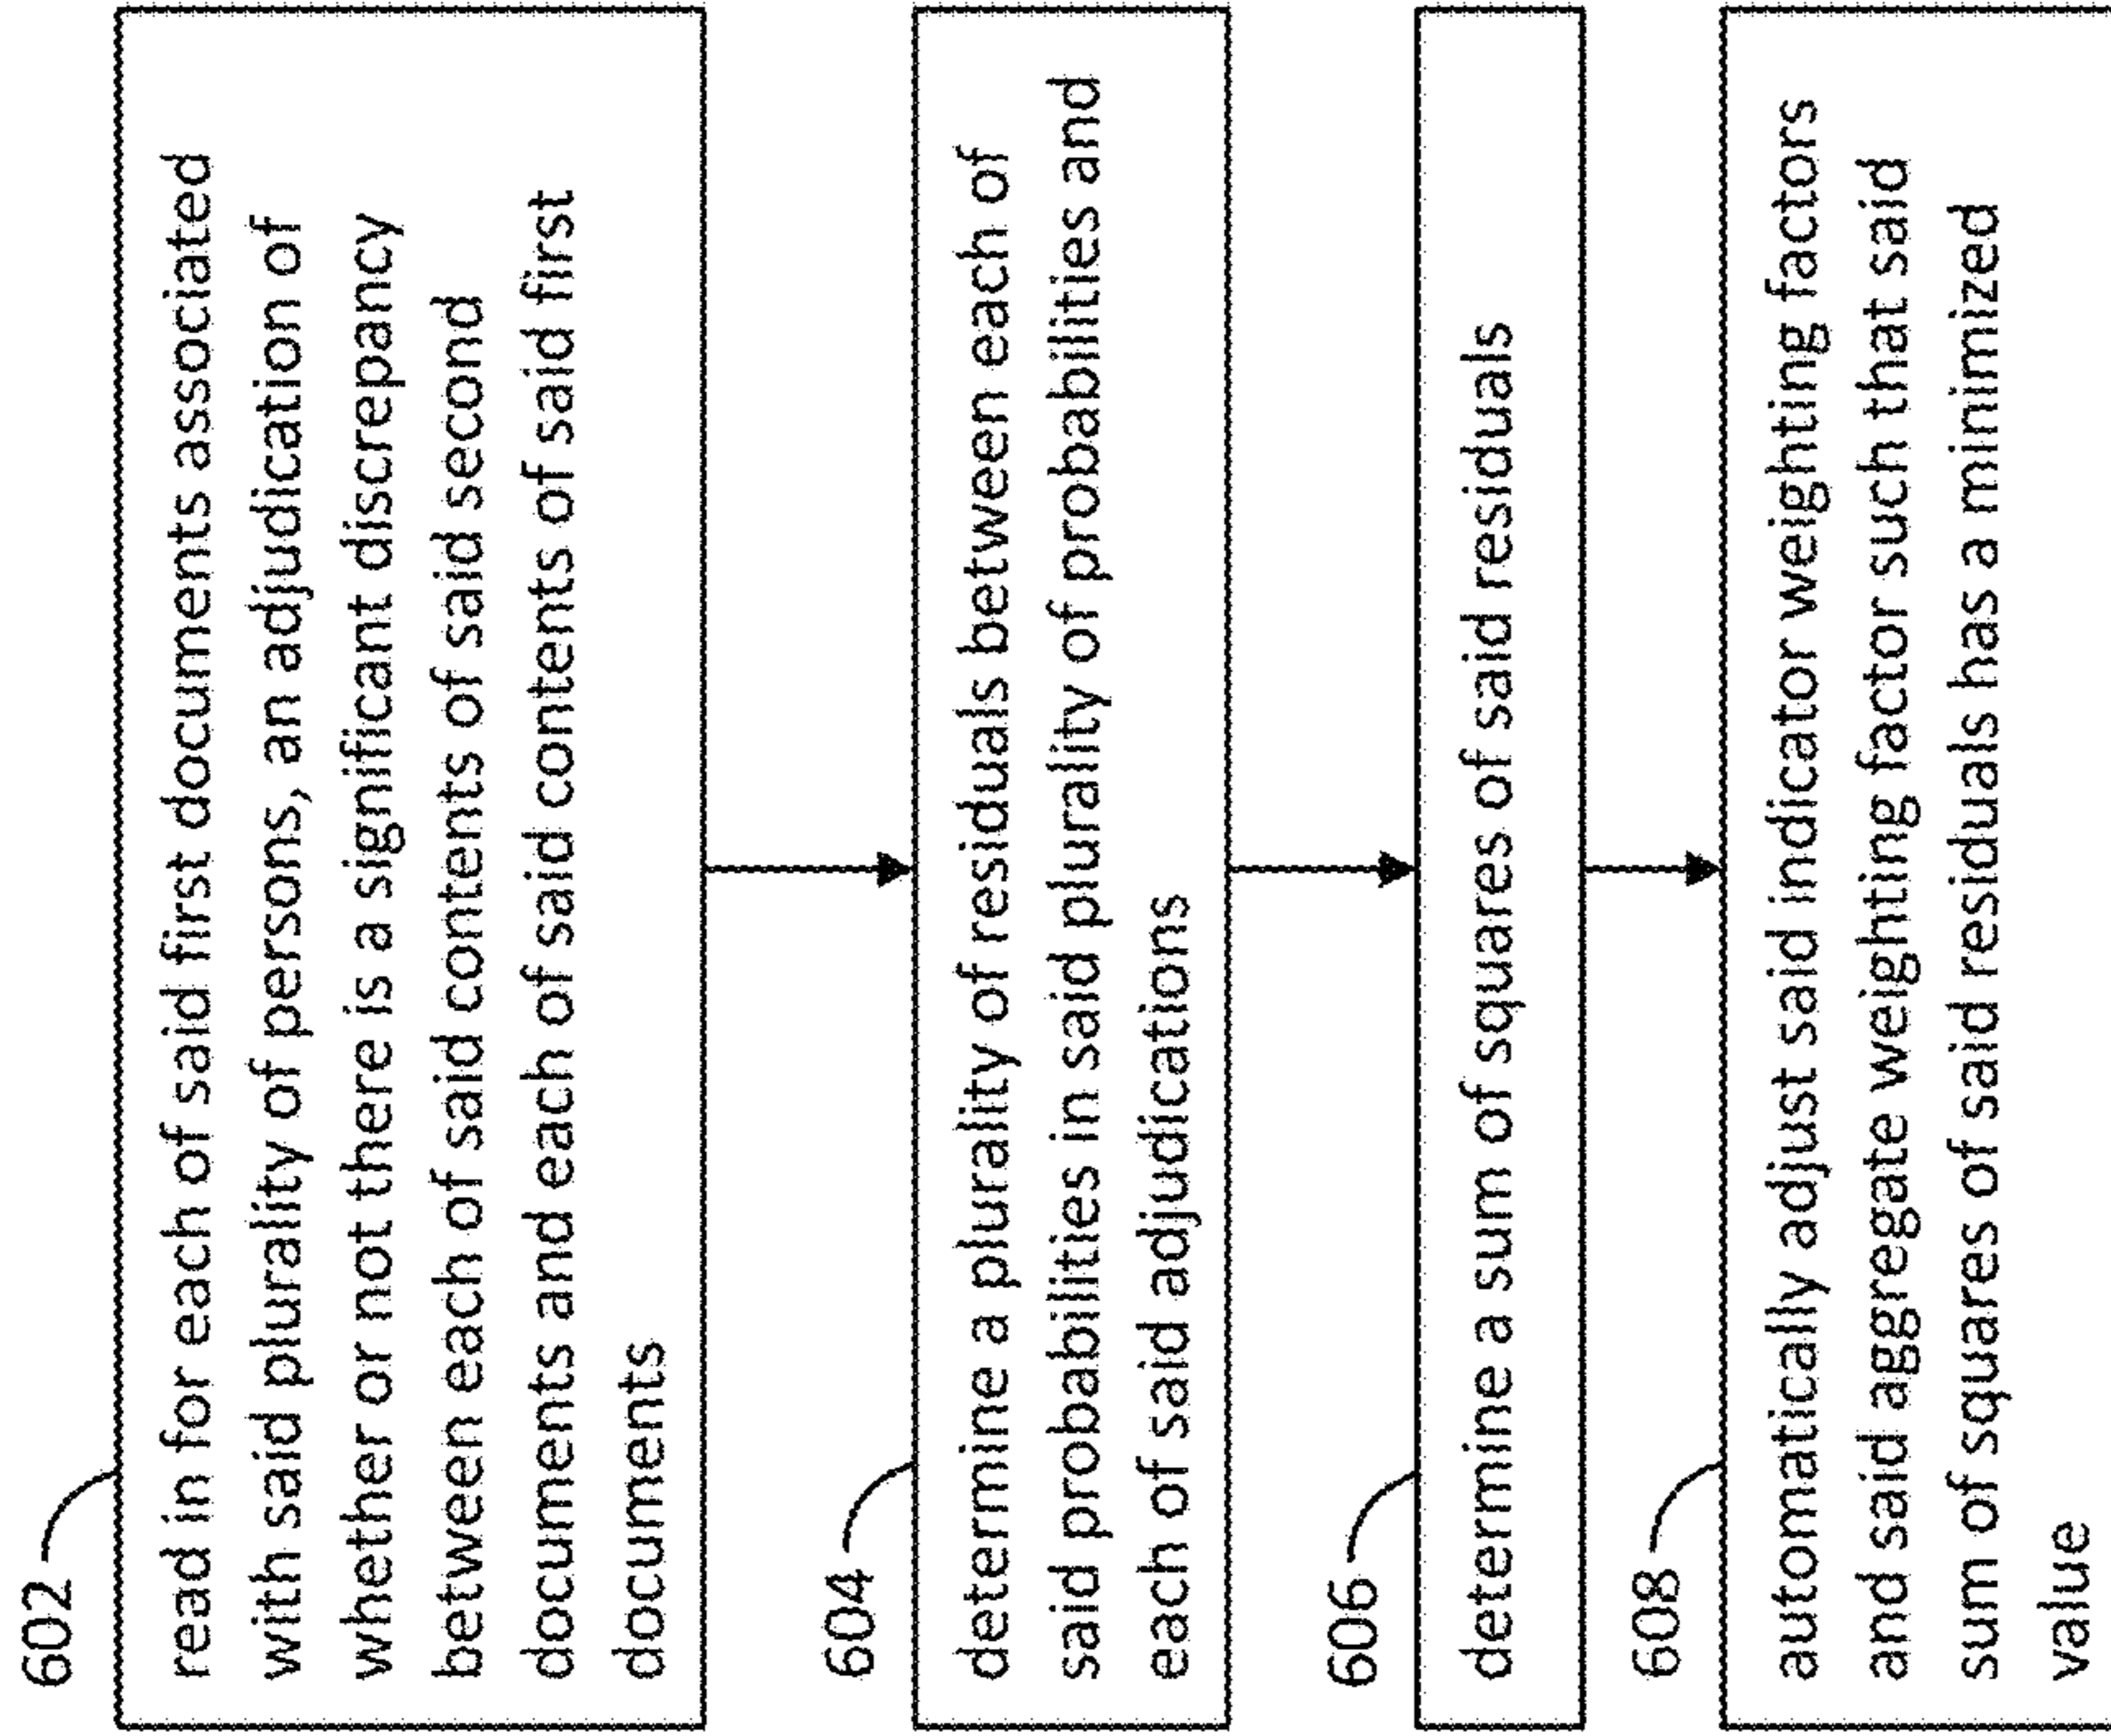 602
read in for each of said first documents associated
with said plurality of persons, an adjudication of
whether or not there is a significant discrepancy
between each of said contents of said second
documents and each of said contents of said first
documents
604
determine a plurality of residuals between each of
said probabilities in said plurality of probabilities and
each of said adjudications
606
determine a sum of squares of said residuals
608
automatically adjust said indicator weighting factors
and said aggregate weighting factor such that said
sum of squares of said residuals has a minimized
value